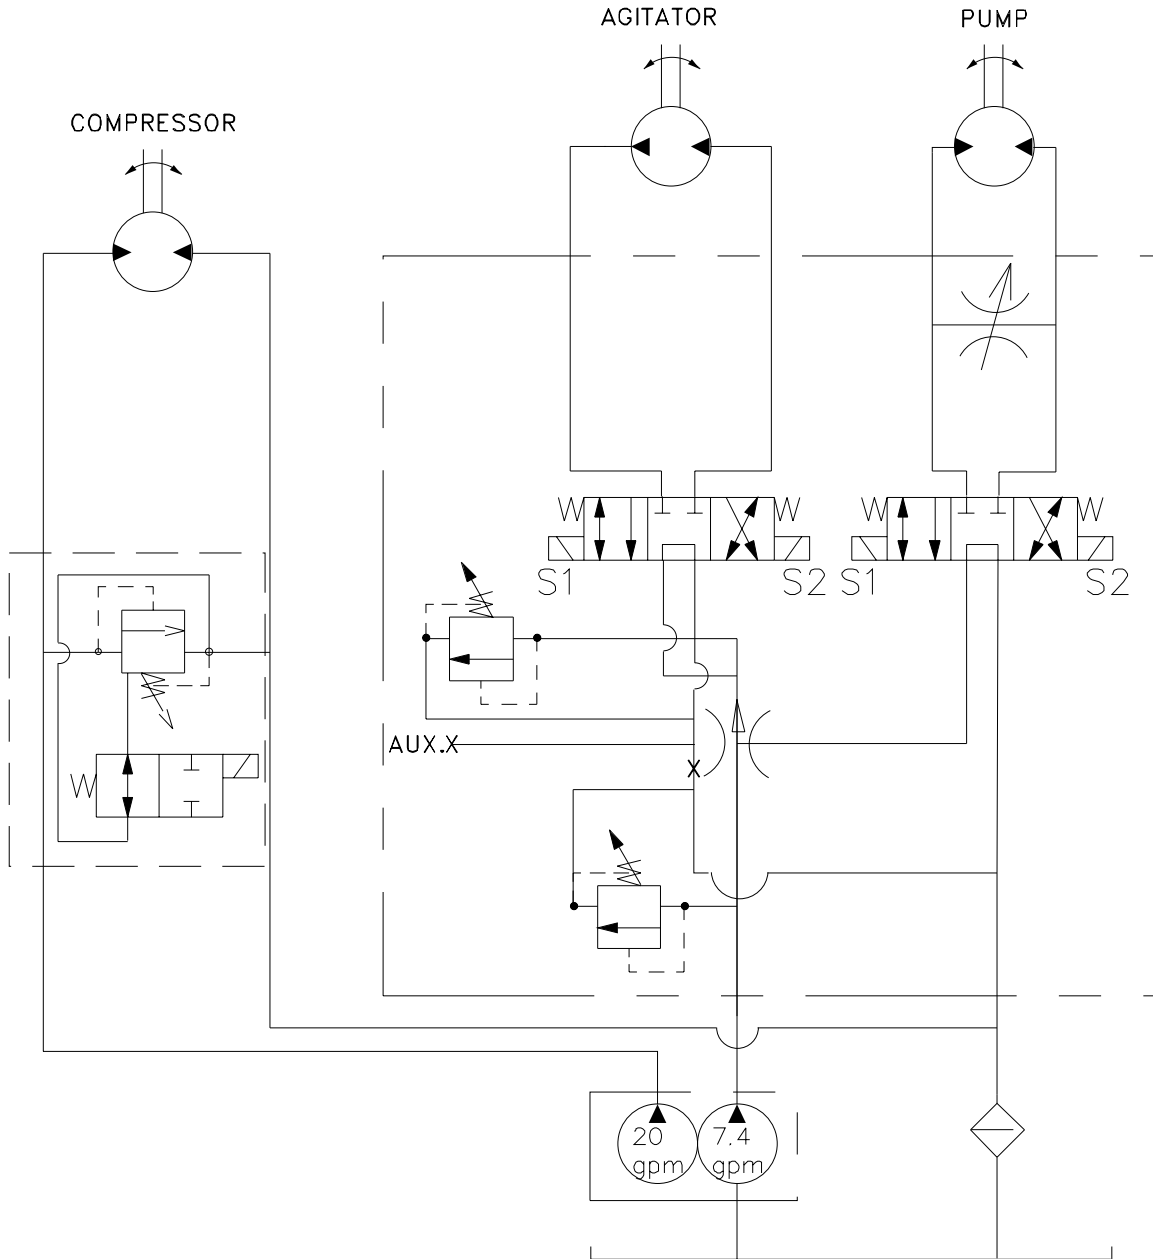 AGITATOR
PUMP
COMPRESSOR
S1
S2
S1
S2
AUX.X
X
20
gpm
7.4
gpm